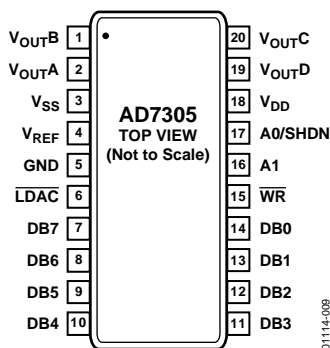 VOUTB 1
VOUTA 2
VSS 3
VREF 4
GND 5
LDAC 6
DB7 7
DB6 8
DB5 9
DB4 10
AD7305
TOP VIEW
(Not to Scale)
20 VOUTC
19 VOUTD
18 VDD
17 A0/SHDN
16 A1
15 WR
14 DB0
13 DB1
12 DB2
11 DB3
01114-009